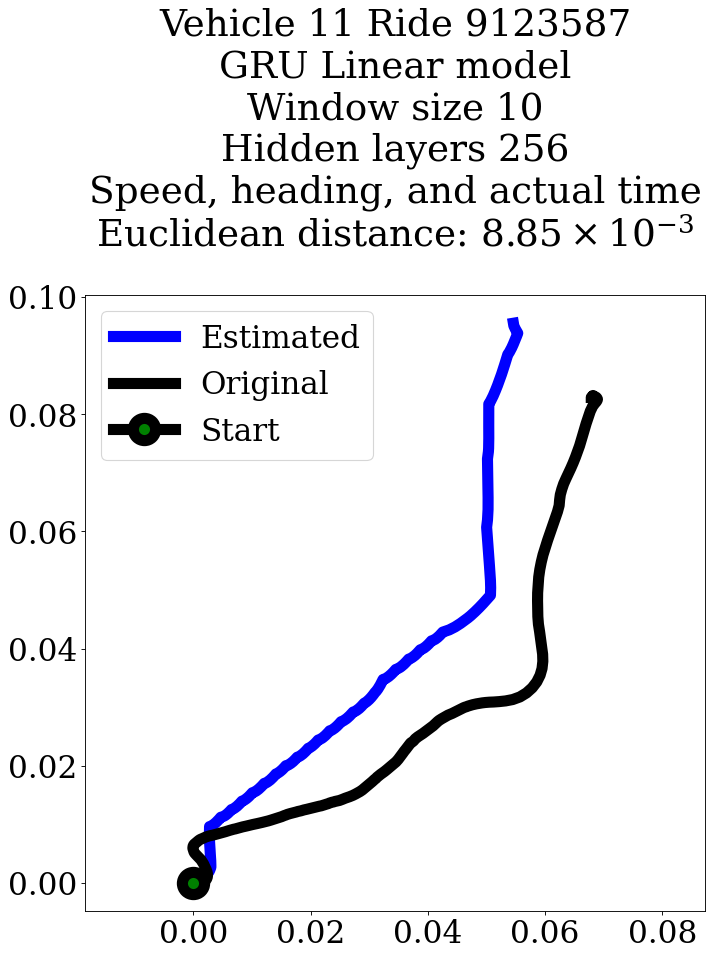 Vehicle 11 Ride 9123587
GRU Linear model
Window size 10
Hidden layers 256
Speed, heading, and actual time
Euclidean distance: 8.85 × 10⁻³
0.10
0.08
0.06
0.04
0.02
0.00
Estimated
Original
Start
0.00 0.02 0.04 0.06 0.08